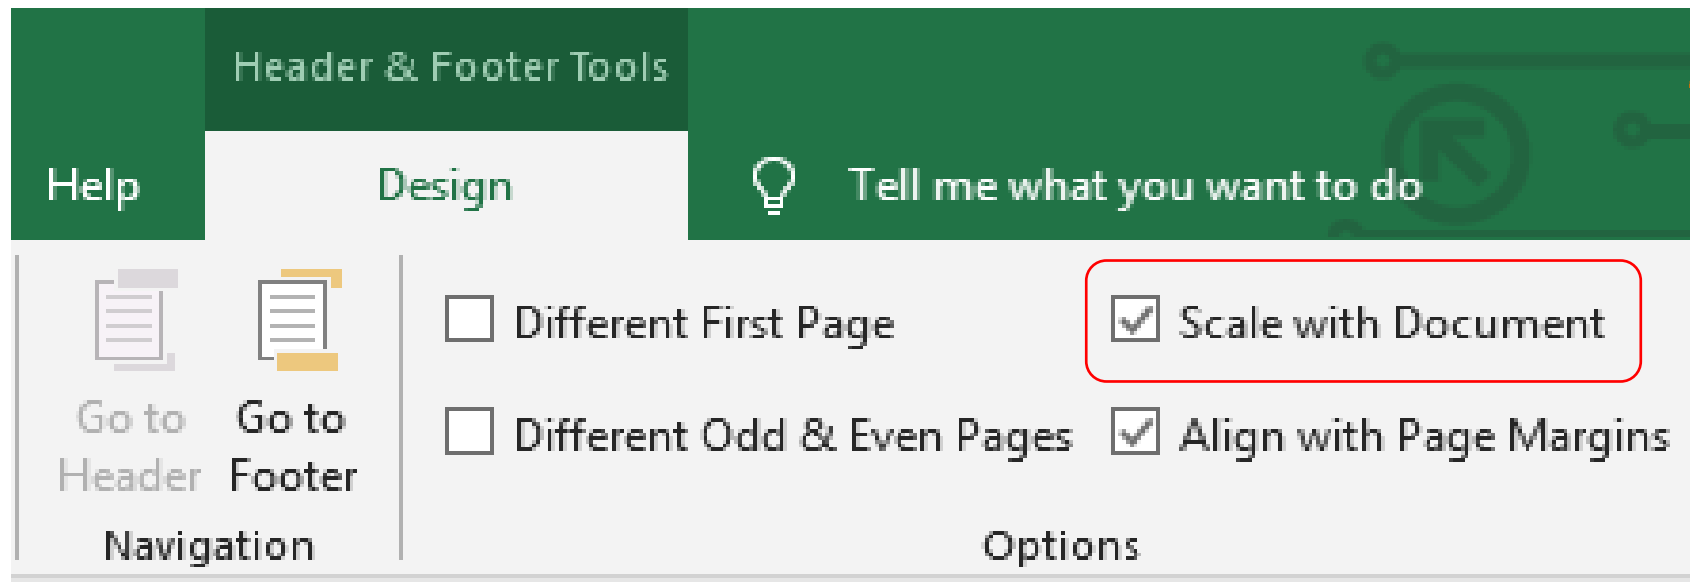 Header & Footer Tools
Help
Design
Tell me what you want to do
Go to
Header
Go to
Footer
Navigation
Different First Page
Scale with Document
Different Odd & Even Pages
Align with Page Margins
Options